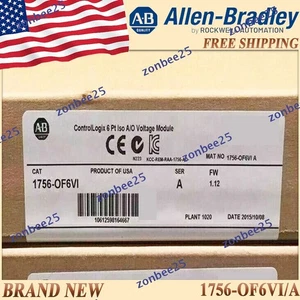 AB Allen-Bradley
by ROCKWELL AUTOMATION
FREE SHIPPING
zonbee25
AB
ControlLogix 6 Pt Iso A/O Voltage Module
MAT NO 1756-OF6VI A
CAT
PRODUCT OF USA
SER
FW
1756-OF6VI
A
1.12
10612598164667
PLANT 1020
DATE 2015/10/08
BRAND NEW
1756-OF6VI/A